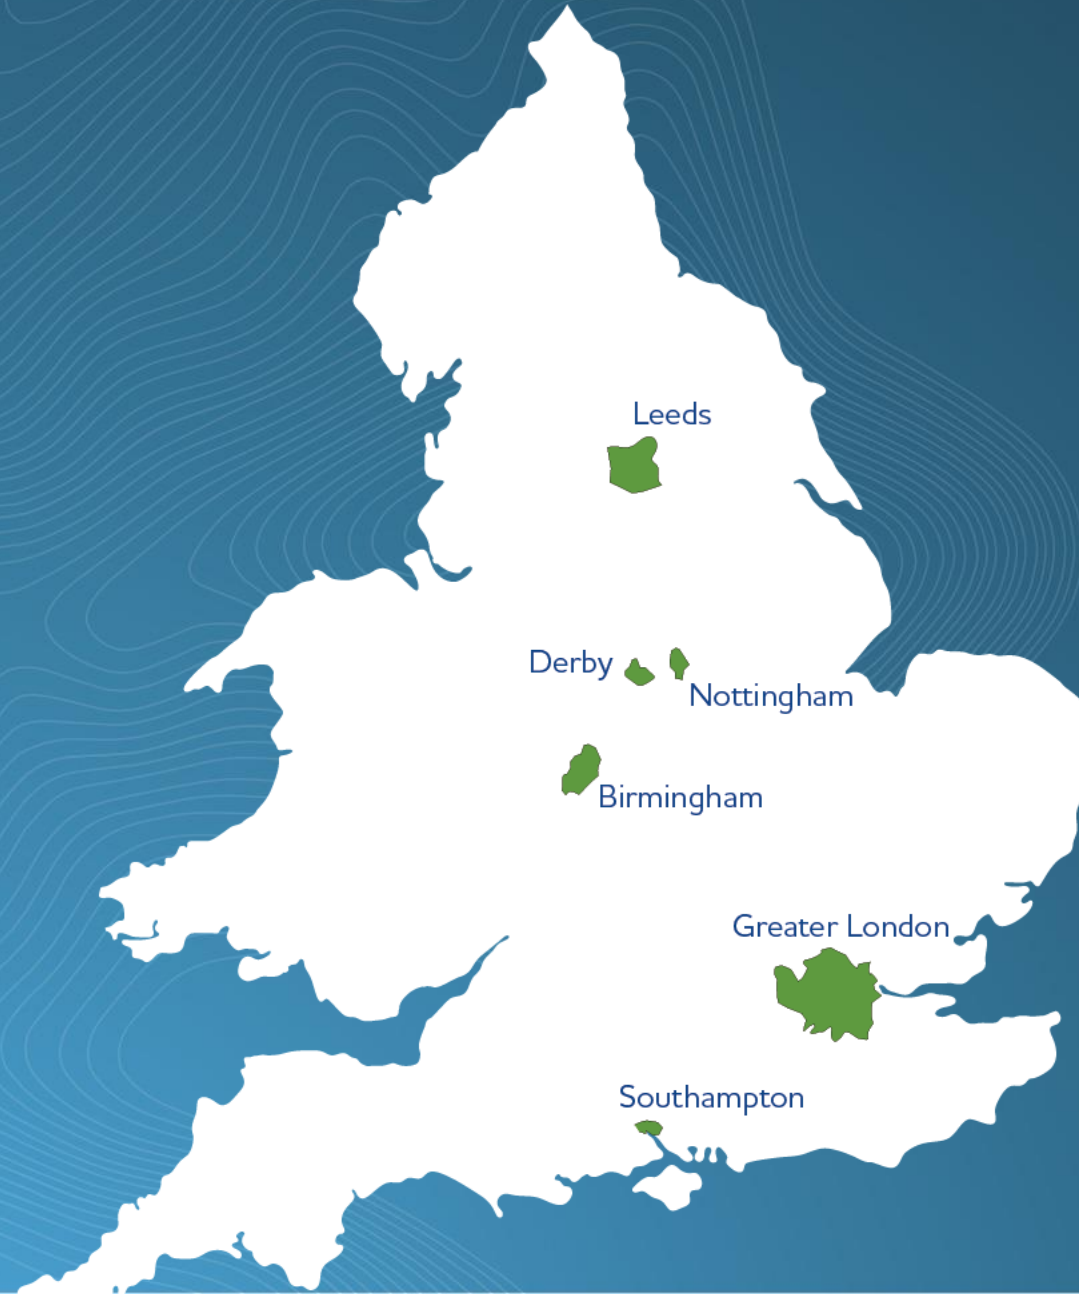 Leeds
Derby
Nottingham
Birmingham
Greater London
Southampton